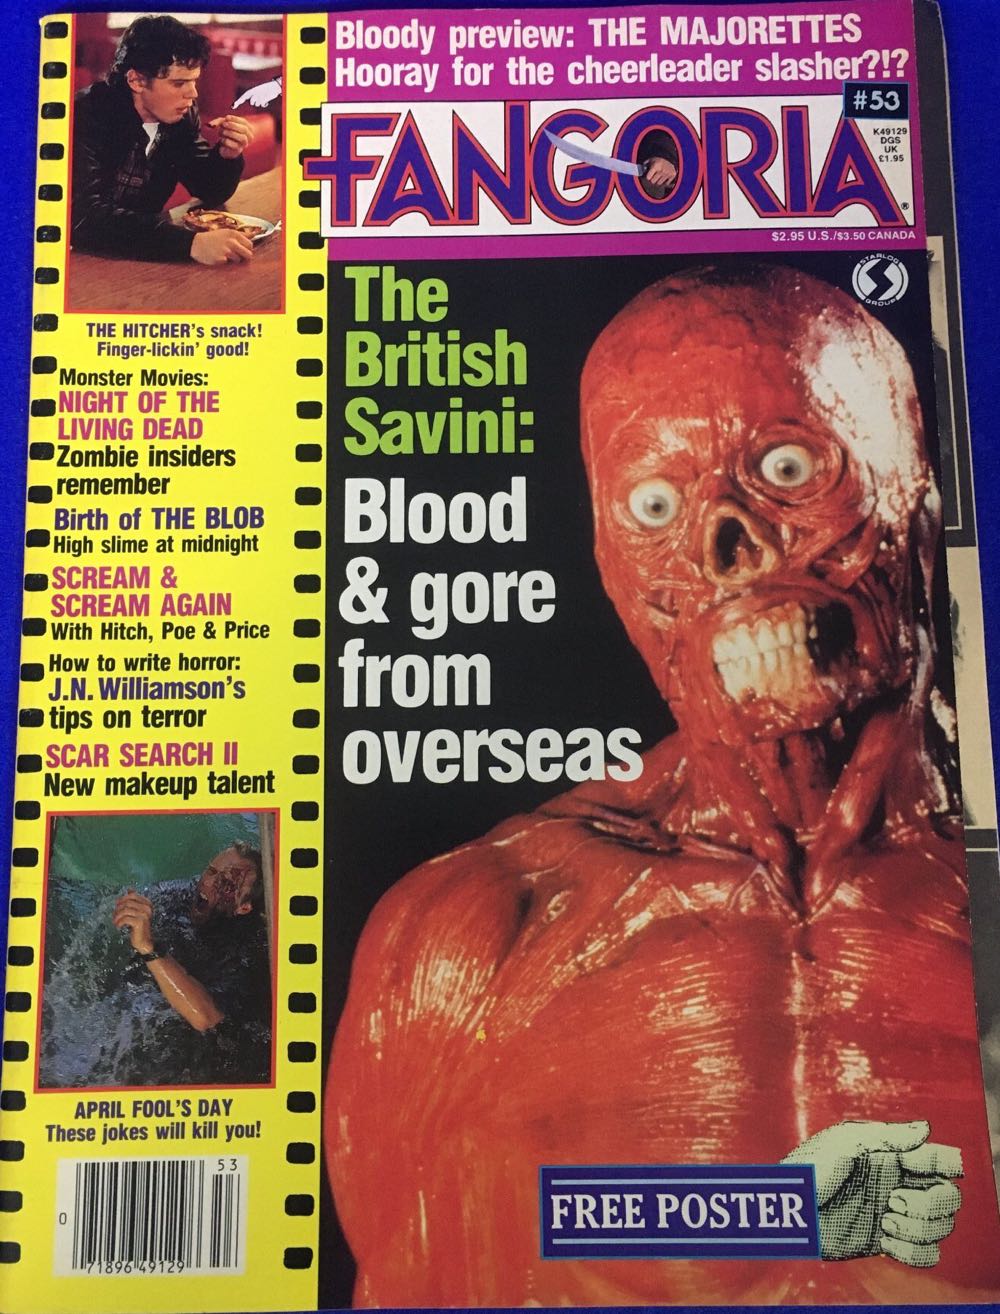 Bloody preview: THE MAJORETTES
Hooray for the cheerleader slasher?!?
#53
FANGORIA®
K49129
DGS
UK
£1.95
$2.95 U.S./$3.50 CANADA
STARLOG
GROUP
THE HITCHER's snack!
Finger-lickin' good!
Monster Movies:
NIGHT OF THE
LIVING DEAD
Zombie insiders
remember
Birth of THE BLOB
High slime at midnight
SCREAM &
SCREAM AGAIN
With Hitch, Poe & Price
How to write horror:
J.N. Williamson's
tips on terror
SCAR SEARCH II
New makeup talent
APRIL FOOL'S DAY
These jokes will kill you!
53
0
71896 49129
The
British
Savini:
Blood
& gore
from
overseas
FREE POSTER